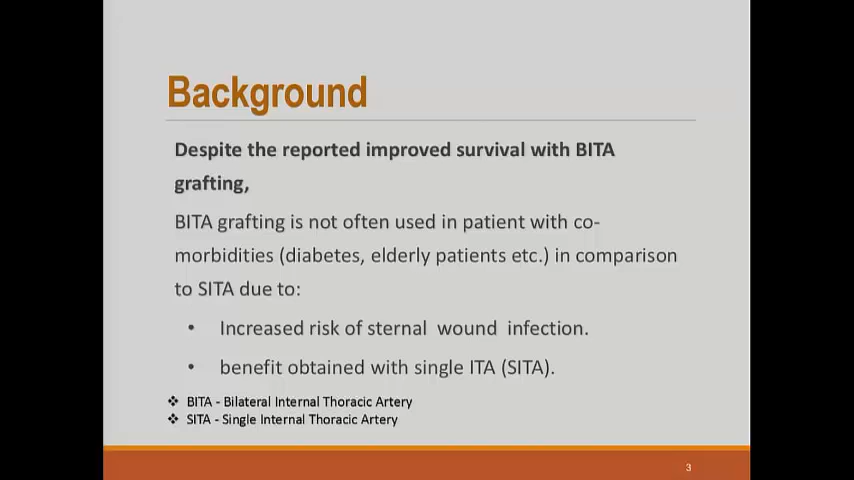 Background
Despite the reported improved survival with BITA
grafting,
BITA grafting is not often used in patient with co-
morbidities (diabetes, elderly patients etc.) in comparison
to SITA due to:
• Increased risk of sternal wound infection.
• benefit obtained with single ITA (SITA).
❖ BITA - Bilateral Internal Thoracic Artery
❖ SITA - Single Internal Thoracic Artery
3